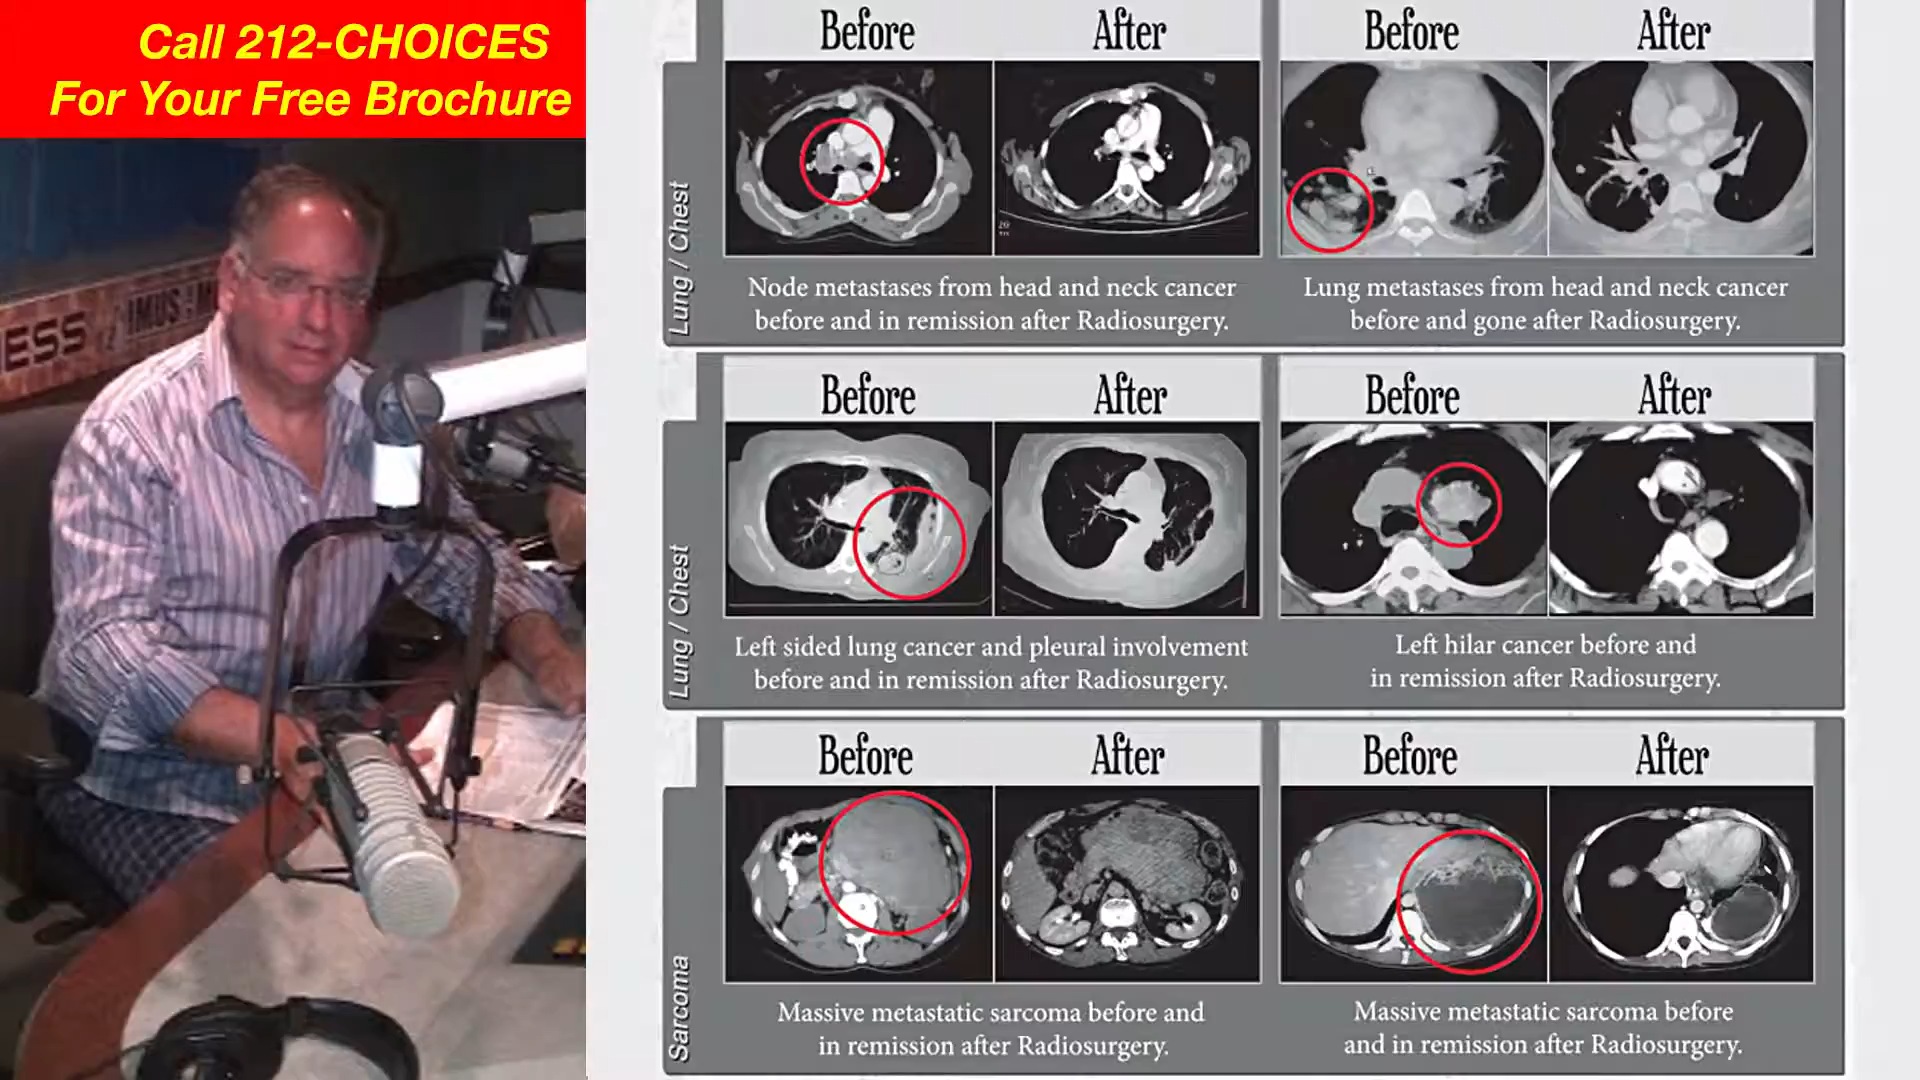 Call 212-CHOICES
For Your Free Brochure
ESS
IMUS
Before
After
Before
After
Lung / Chest
Node metastases from head and neck cancer
before and in remission after Radiosurgery.
Lung metastases from head and neck cancer
before and gone after Radiosurgery.
Before
After
Before
After
Lung / Chest
Left sided lung cancer and pleural involvement
before and in remission after Radiosurgery.
Left hilar cancer before and
in remission after Radiosurgery.
Before
After
Before
After
Sarcoma
Massive metastatic sarcoma before and
in remission after Radiosurgery.
Massive metastatic sarcoma before
and in remission after Radiosurgery.